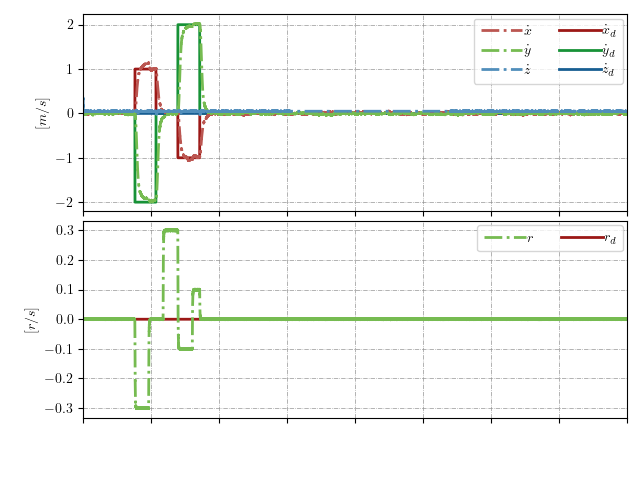 2
1
0
−1
−2
[m/s]
ẋ ẋ_d
ẏ ẏ_d
ż ż_d
0.3
0.2
0.1
0.0
−0.1
−0.2
−0.3
[r/s]
r r_d